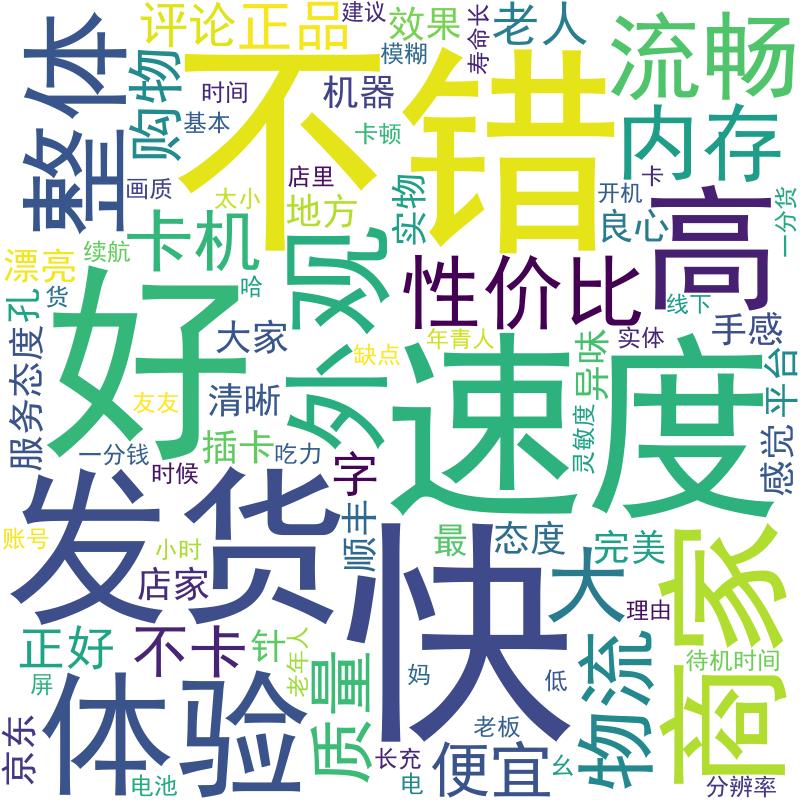 评论
正品
建议
效果
老人
寿命长
模糊
流畅
整体
购物
时间
机器
不错
基本
卡顿
内存
画质
店里
太小
地方
实物
开机
卡
良心
一分货
卡机
高
漂亮
续航
外观
性价比
孔
货
哈
线下
服务态度
好
大家
缺点
年青人
实体
手感
速度
异味
平台
友友
清晰
灵敏度
感觉
一分钱
插卡
吃力
时候
字
发货
快
顺丰
账号
小时
店家
最
态度
完美
商家
大
理由
正好
不卡
针
老年人
物流
待机时间
屏
体验
质量
妈
低
京东
老板
长充
便宜
幺
电池
电
分辨率